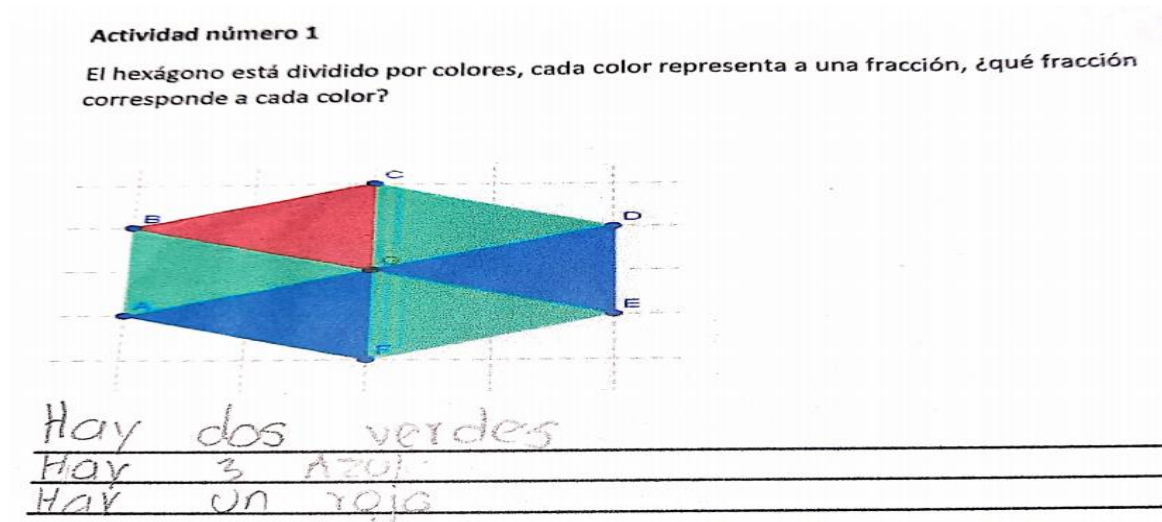 Actividad número 1
El hexágono está dividido por colores, cada color representa a una fracción, ¿qué fracción
corresponde a cada color?
C
B
D
G
A
E
F
Hay dos verdes
Hay 3 Azul
Hay un rojo